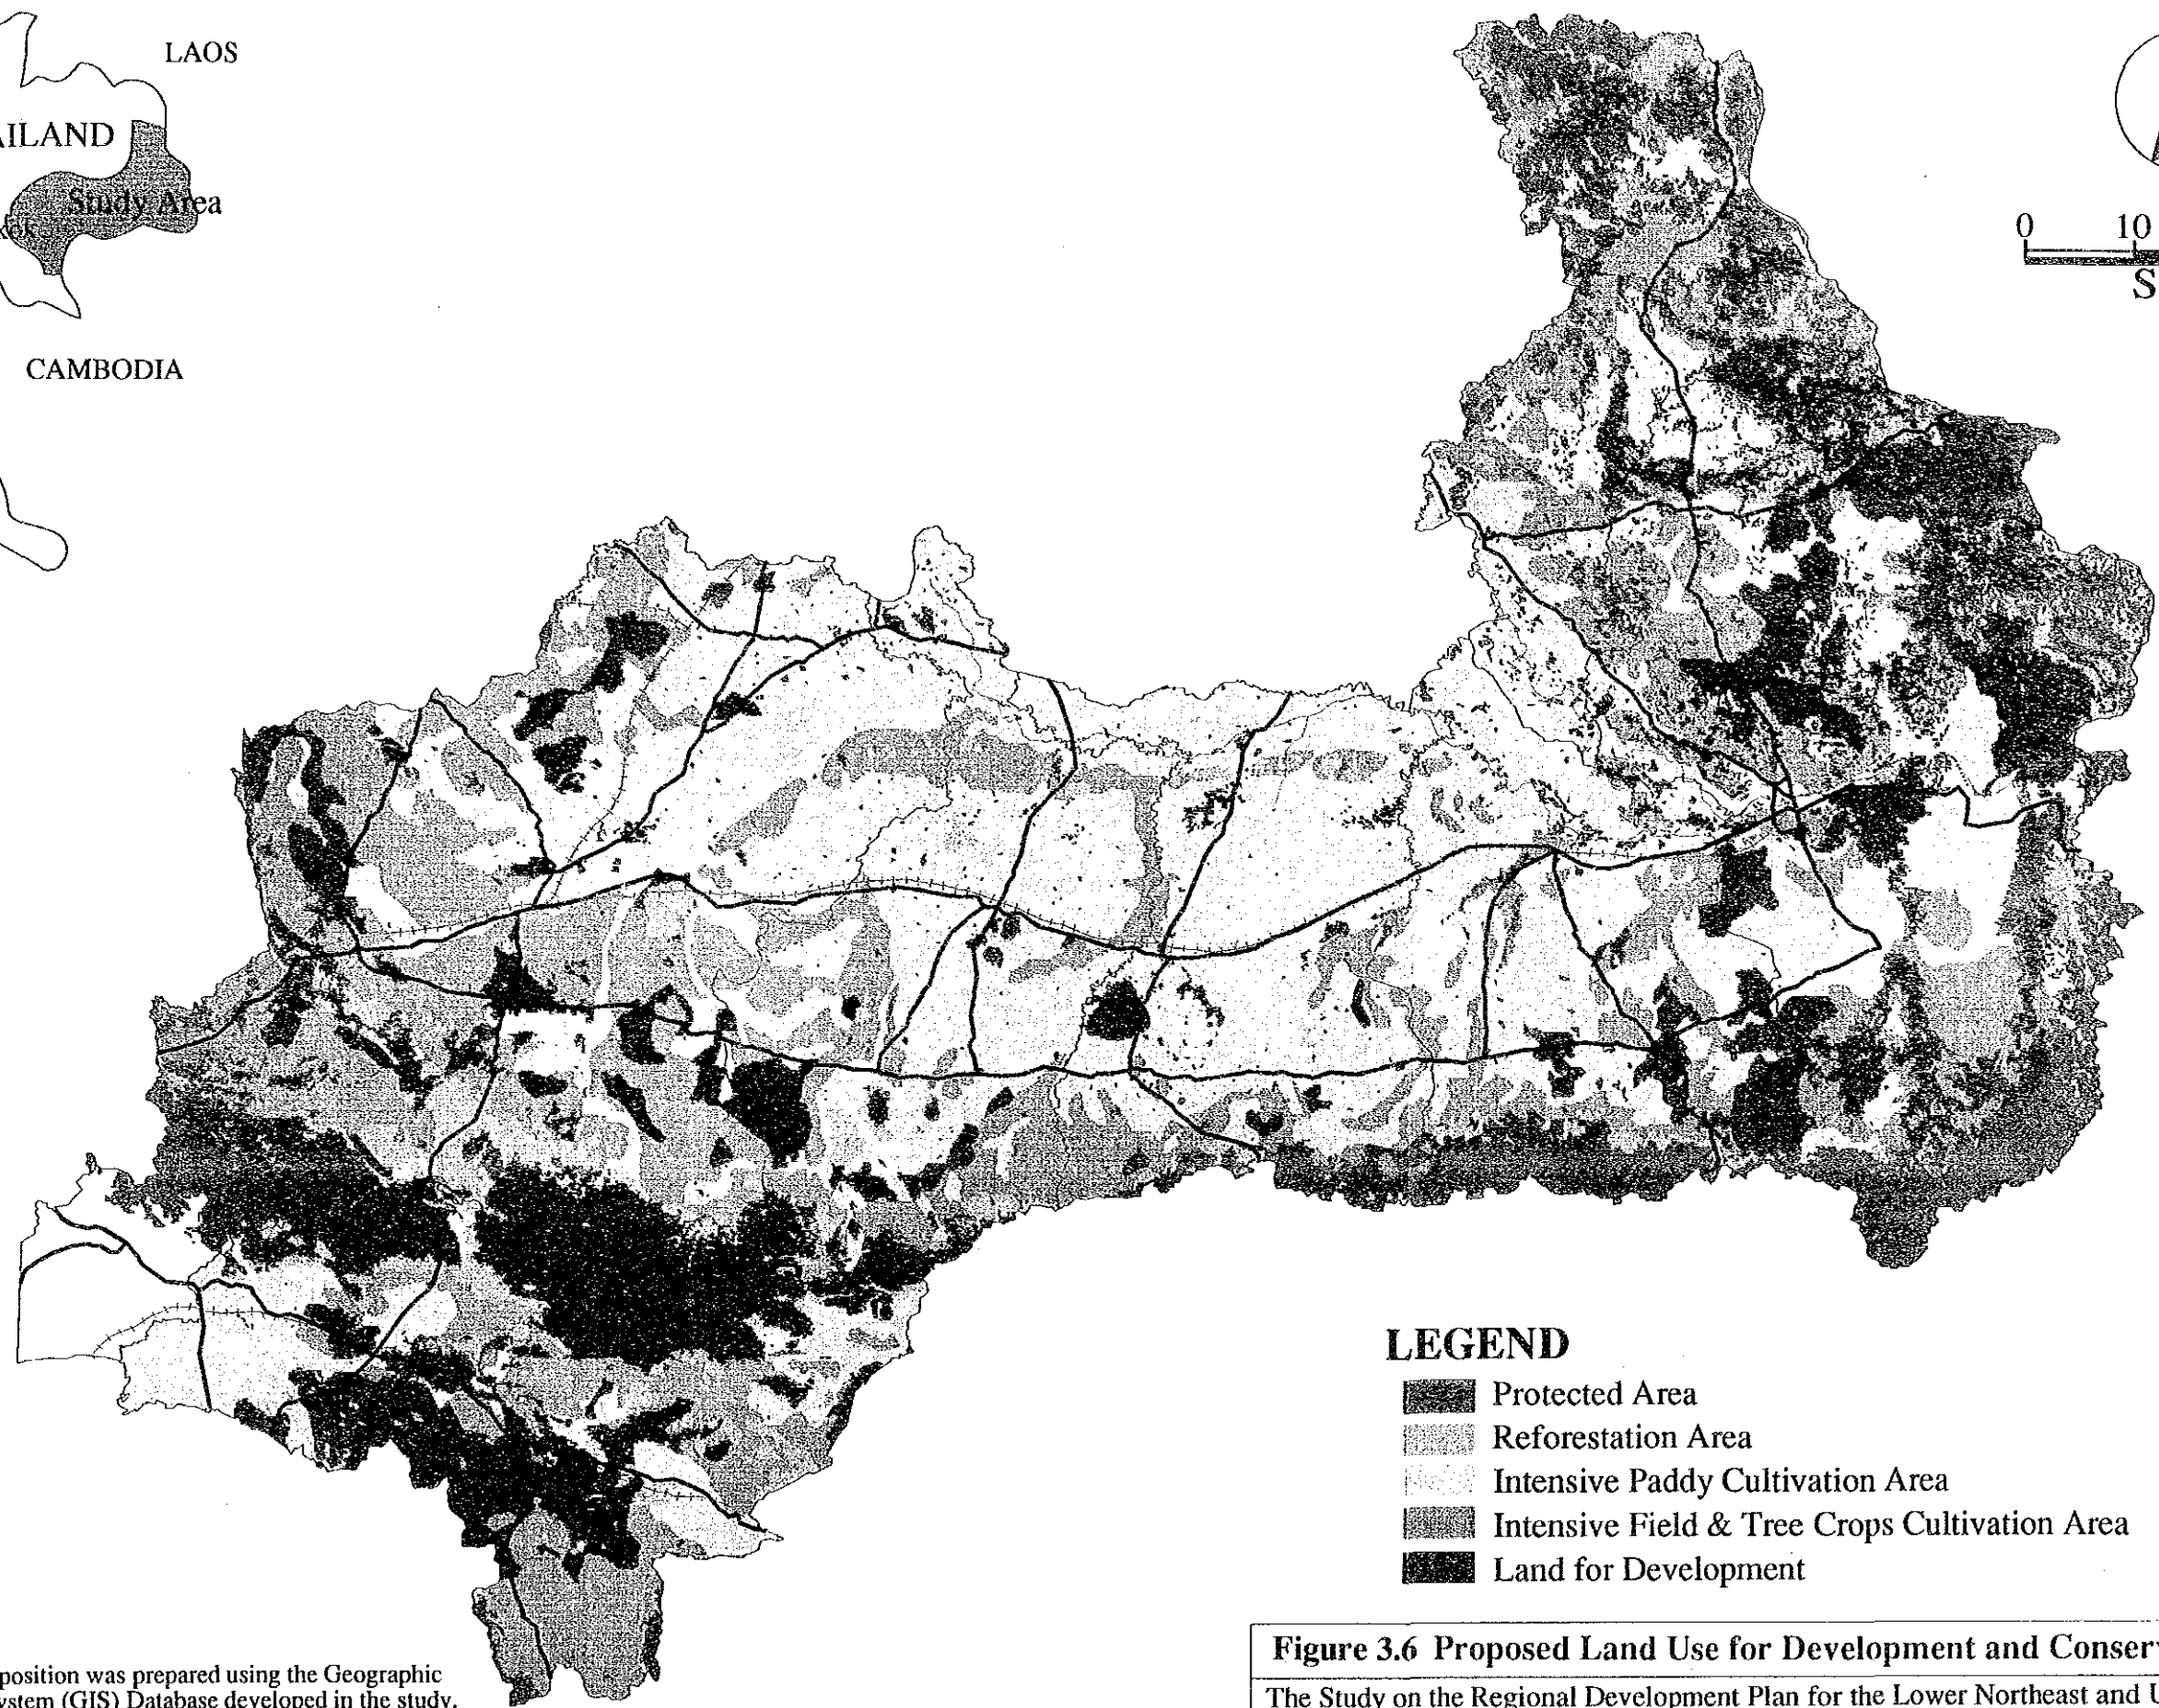 LAOS
AILAND
Study Area
kok
CAMBODIA
0 10
S
LEGEND
Protected Area
Reforestation Area
Intensive Paddy Cultivation Area
Intensive Field & Tree Crops Cultivation Area
Land for Development
Figure 3.6 Proposed Land Use for Development and Conser
The Study on the Regional Development Plan for the Lower Northeast and U
position was prepared using the Geographic
ystem (GIS) Database developed in the study.